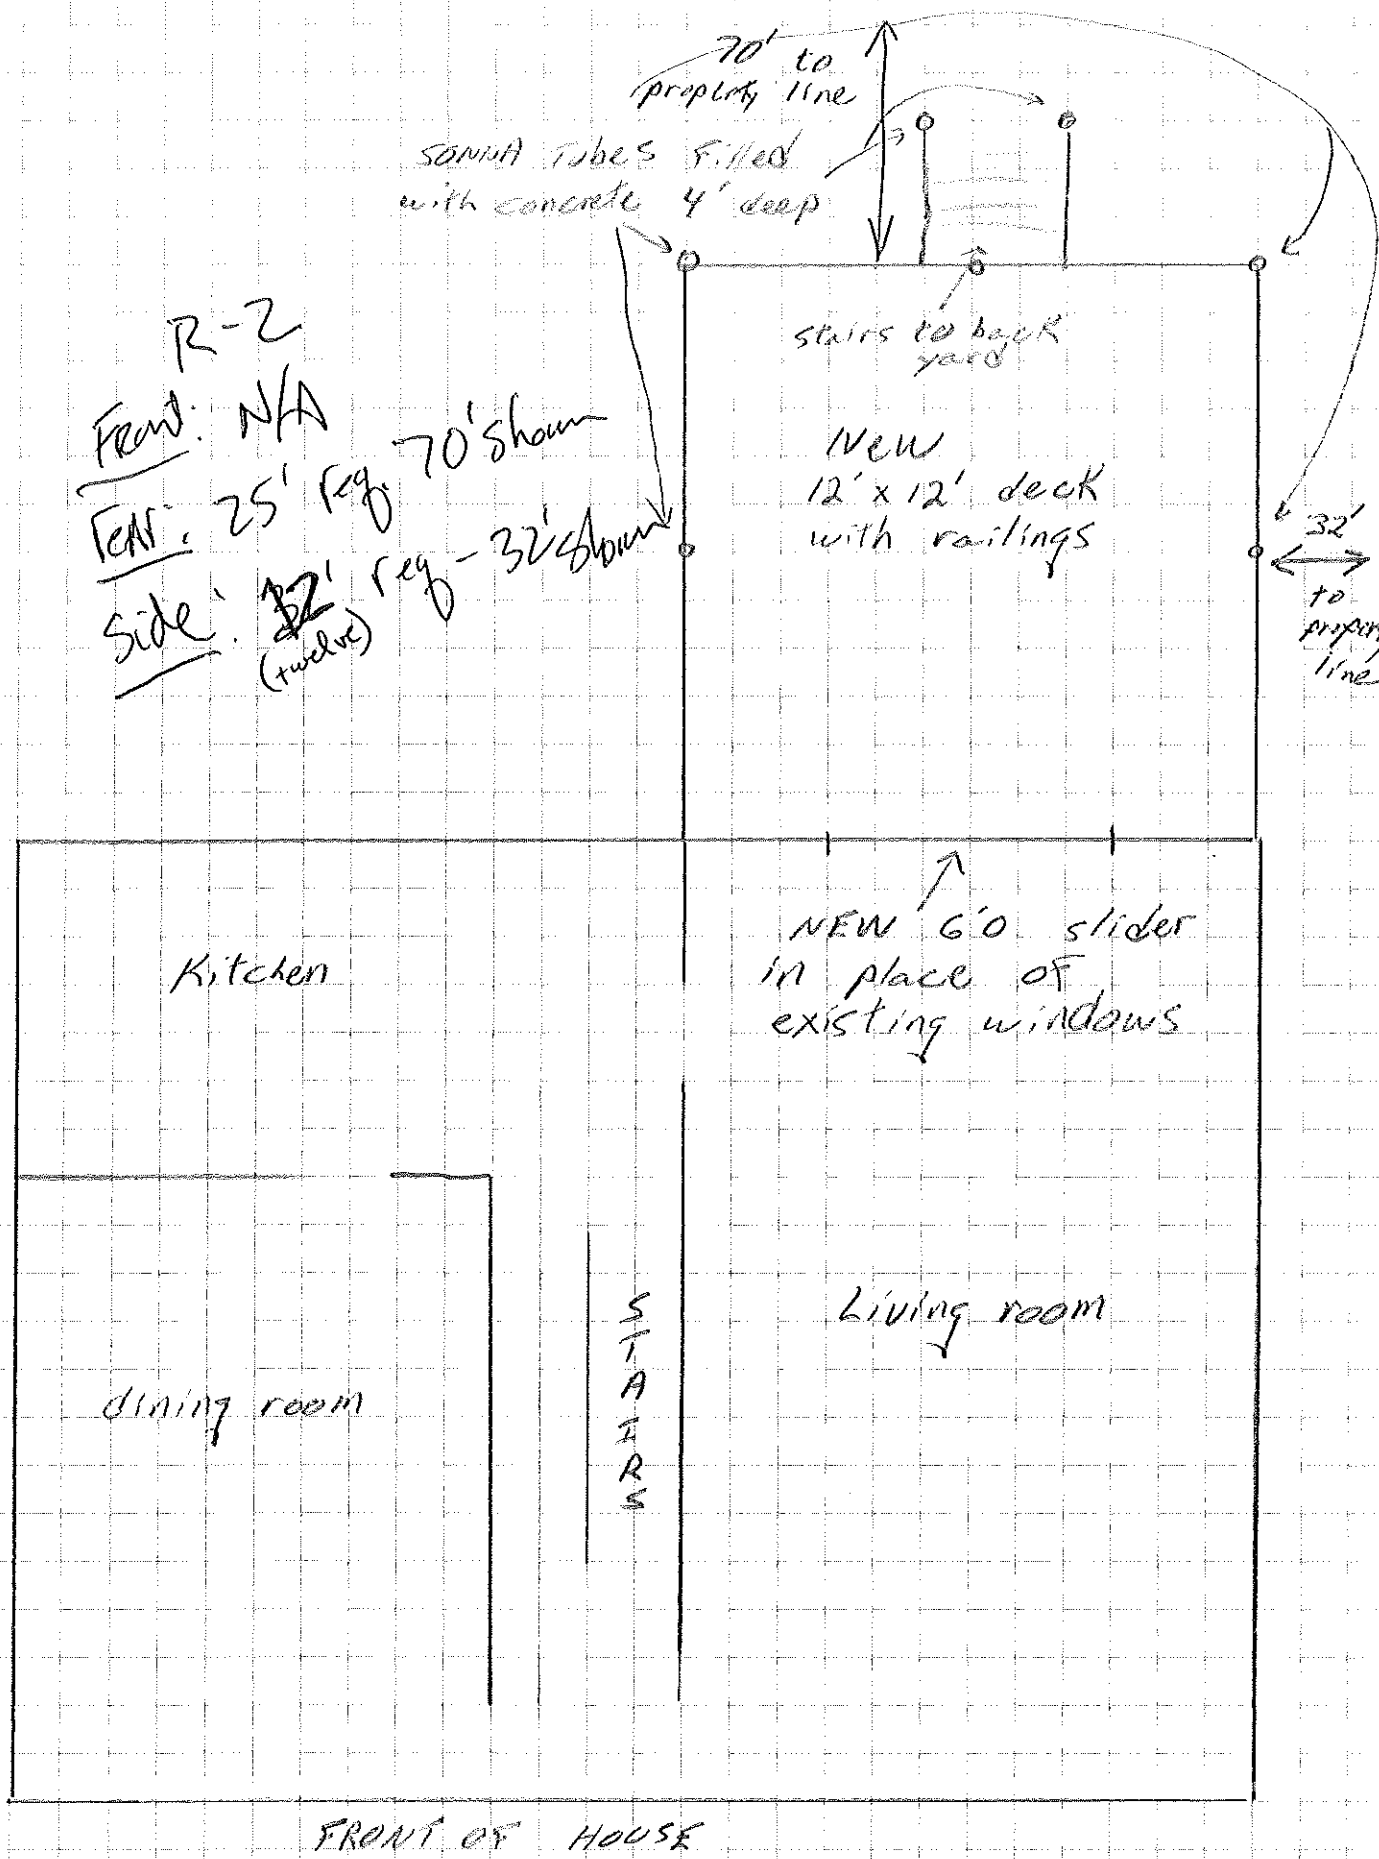 70' to
property line
SONNA Tubes Filled
with concrete 4' deep
stairs to back
yard
R-2
Front: N/A
rear: 25' req. 70' shown
Side: 12' req - 32' shown
(twelve)
New
12' x 12' deck
with railings
32'
to
property
line
Kitchen
NEW 6'0 slider
in place of
existing windows
dining room
STAIRS
Living room
FRONT OF HOUSE